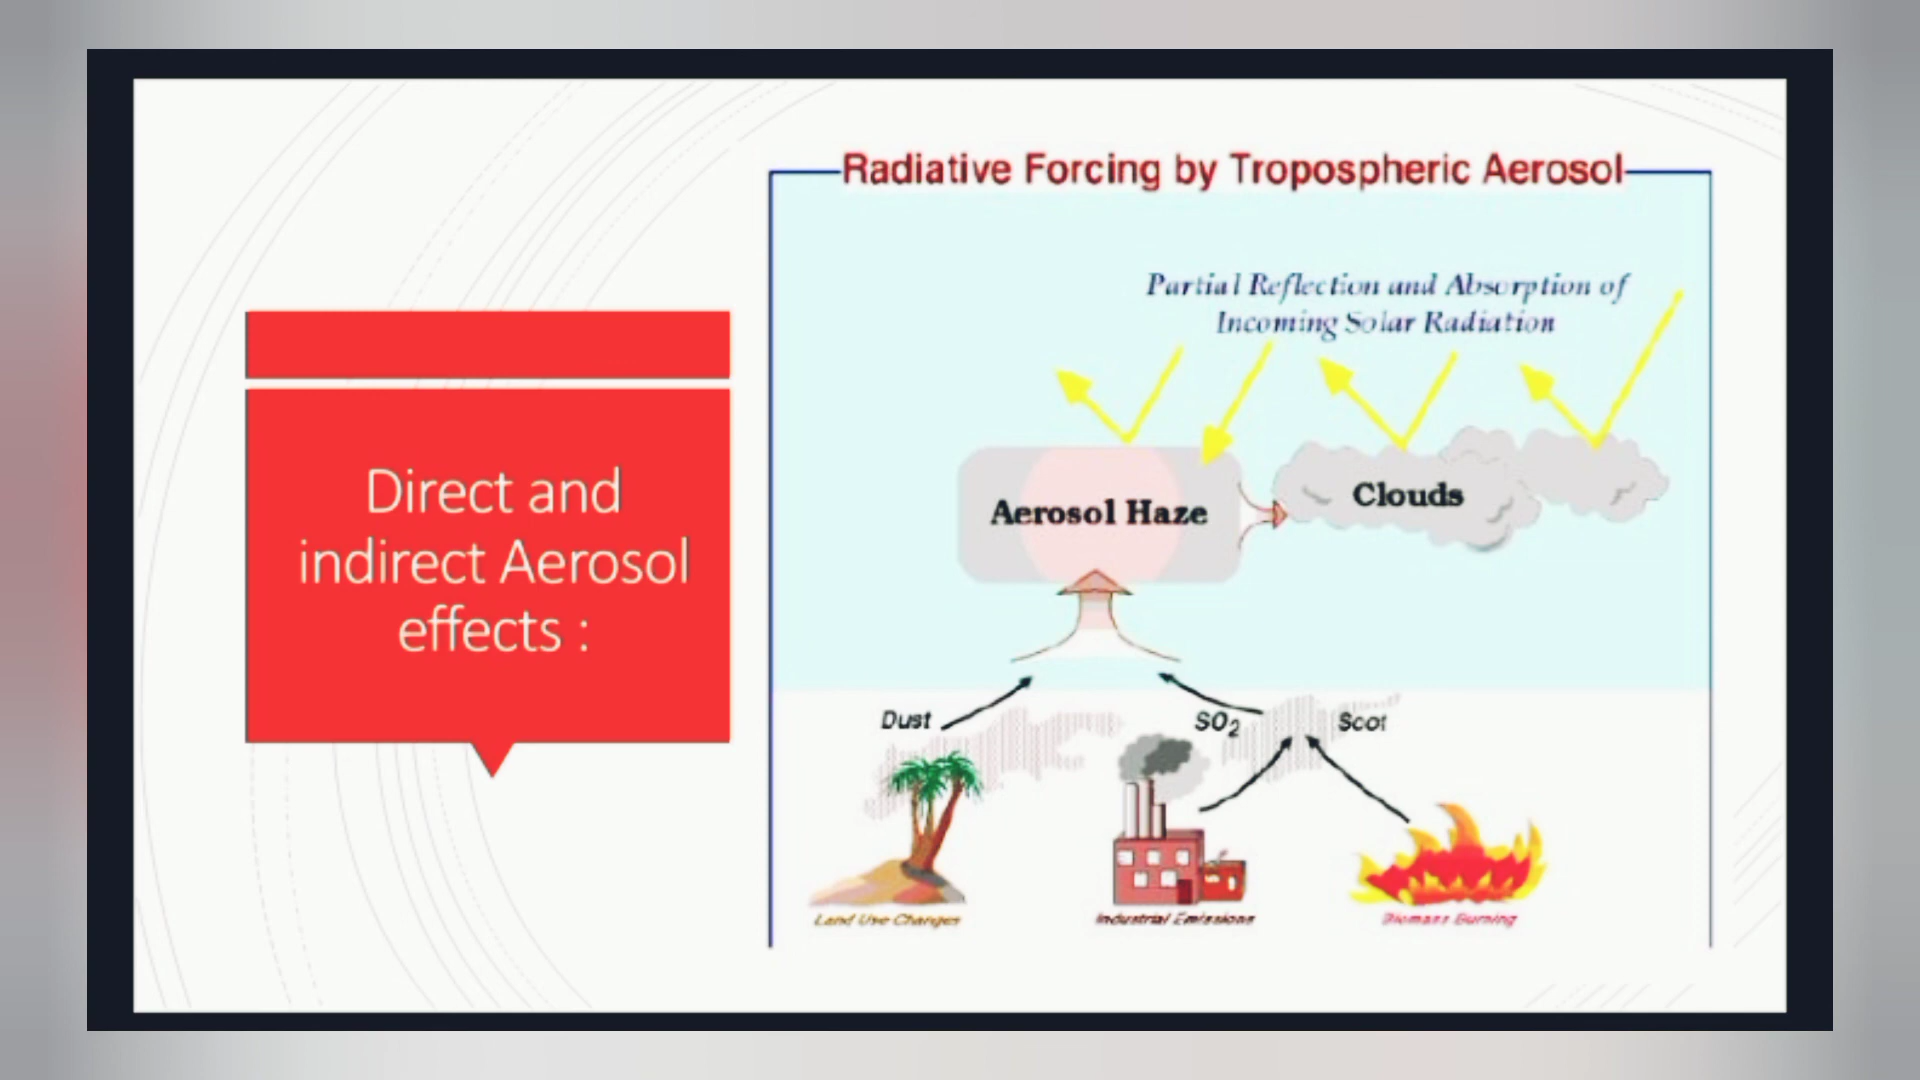 Direct and
indirect Aerosol
effects :
Radiative Forcing by Tropospheric Aerosol
Partial Reflection and Absorption of
Incoming Solar Radiation
Aerosol Haze
Clouds
Dust
SO2
Soot
Land Use Changes
Industrial Emissions
Biomass Burning